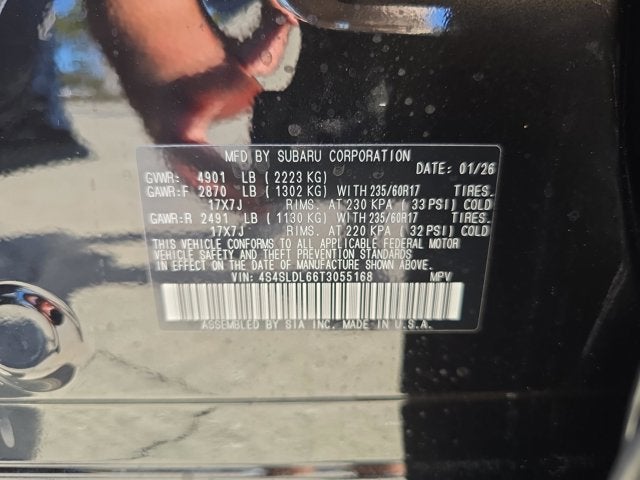 MFD BY SUBARU CORPORATION
DATE: 01/26
GVWR: 4901 LB (2223 KG)
GAWR:F 2870 LB (1302 KG) WITH 235/60R17 TIRES.
17X7J RIMS. AT 230 KPA (33 PSI) COLD
GAWR:R 2491 LB (1130 KG) WITH 235/60R17 TIRES.
17X7J RIMS. AT 220 KPA (32 PSI) COLD
THIS VEHICLE CONFORMS TO ALL APPLICABLE FEDERAL MOTOR
VEHICLE SAFETY AND THEFT PREVENTION STANDARDS
IN EFFECT ON THE DATE OF MANUFACTURE SHOWN ABOVE.
VIN: 4S4SLDL66T3055168 MPV
ASSEMBLED BY SIA INC. MADE IN U.S.A.